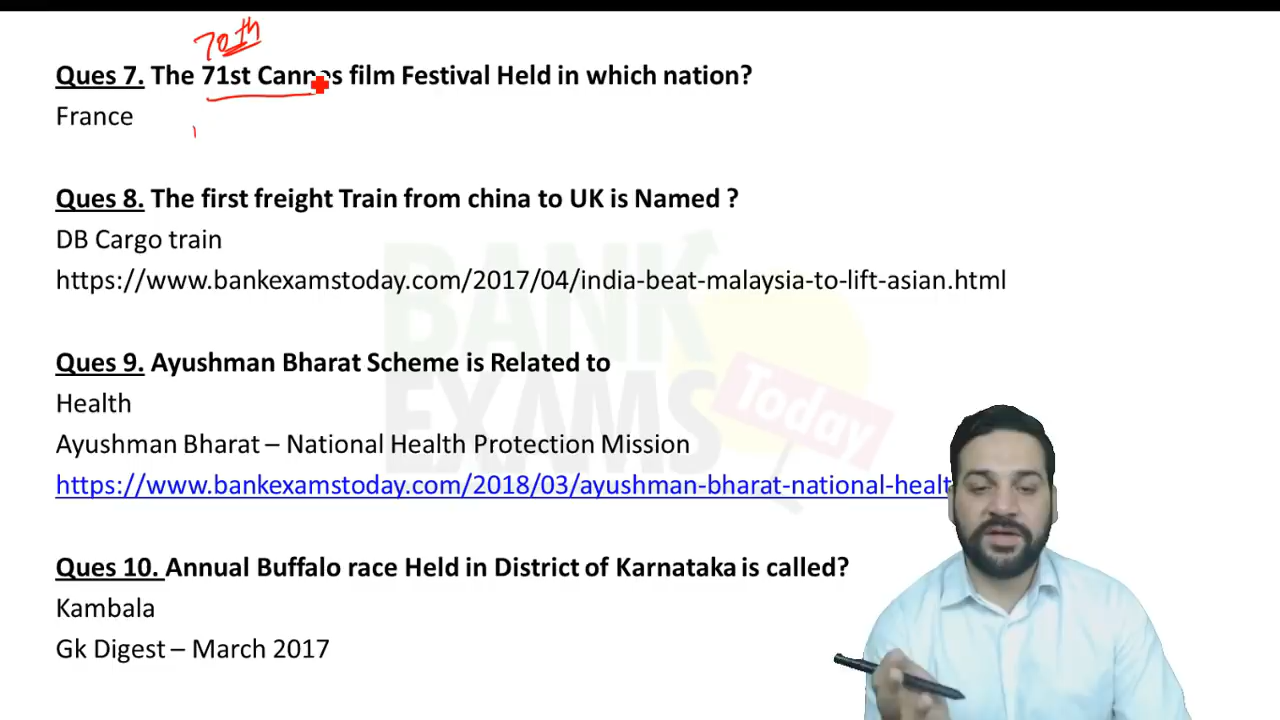 70th
Ques 7. The 71st Cannes film Festival Held in which nation?
France
Ques 8. The first freight Train from china to UK is Named ?
DB Cargo train
https://www.bankexamstoday.com/2017/04/india-beat-malaysia-to-lift-asian.html
Ques 9. Ayushman Bharat Scheme is Related to
Health
Ayushman Bharat – National Health Protection Mission
https://www.bankexamstoday.com/2018/03/ayushman-bharat-national-healt
Ques 10. Annual Buffalo race Held in District of Karnataka is called?
Kambala
Gk Digest – March 2017
BANK
EXAMS
Today